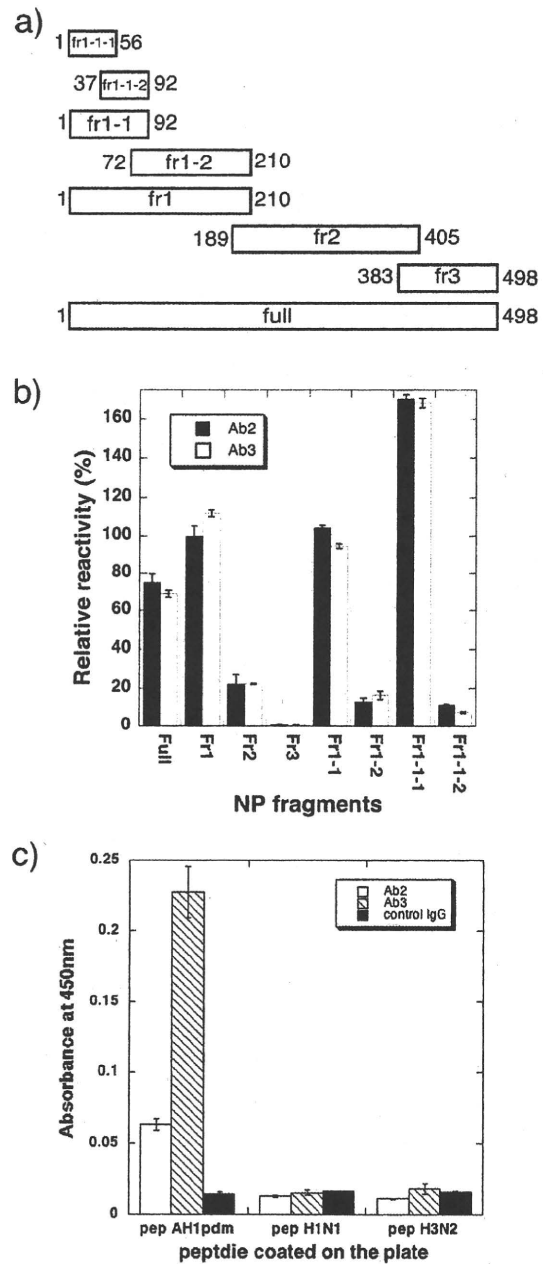 a)
1 fr1-1-1 56
37 fr1-1-2 92
1 fr1-1 92
72 fr1-2 210
1 fr1 210
189 fr2 405
383 fr3 498
1 full 498
b)
Relative reactivity (%)
160
140
120
100
80
60
40
20
0
Ab2
Ab3
Full
Fr1
Fr2
Fr3
Fr1-1
Fr1-2
Fr1-1-1
Fr1-1-2
NP fragments
c)
Absorbance at 450nm
0.25
0.2
0.15
0.1
0.05
0
Ab2
Ab3
control IgG
pep AH1pdm pep H1N1 pep H3N2
peptdie coated on the plate